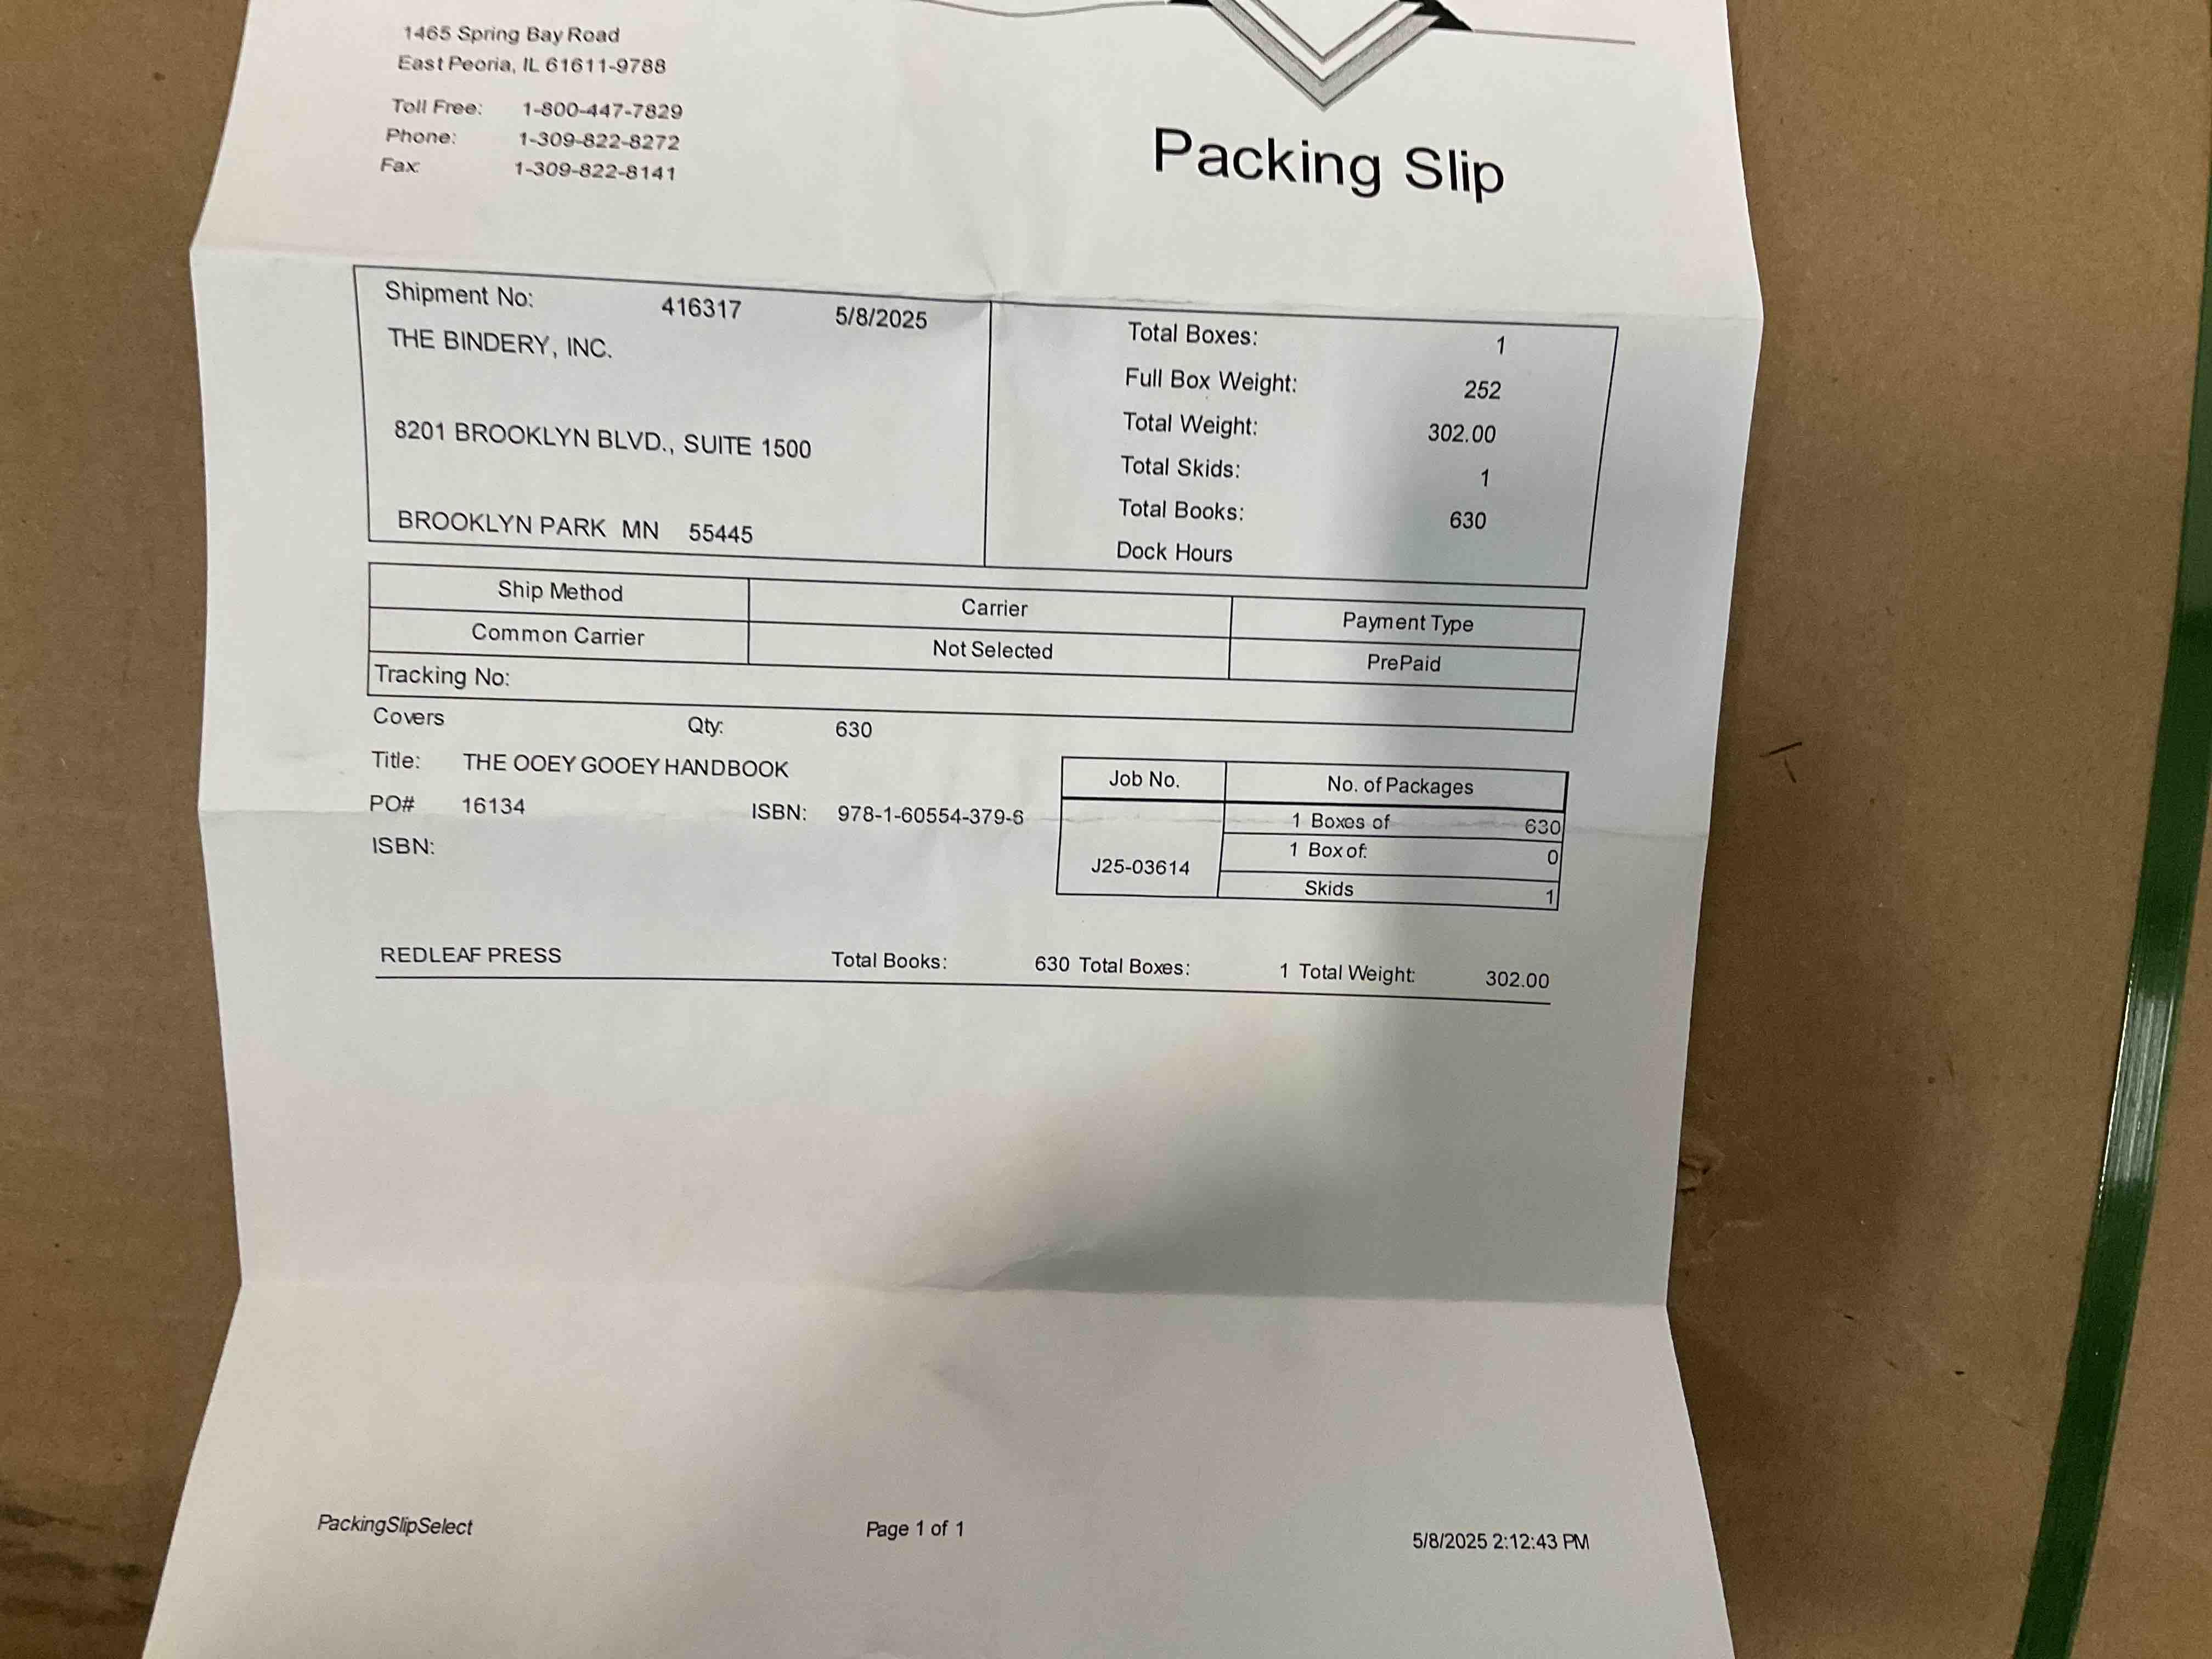 1465 Spring Bay Road
East Peoria, IL 61611-9788
Toll Free: 1-800-447-7829
Phone: 1-309-822-8272
Fax: 1-309-822-8141
Packing Slip
Shipment No: 416317 5/8/2025
THE BINDERY, INC.
8201 BROOKLYN BLVD., SUITE 1500
BROOKLYN PARK MN 55445
Total Boxes: 1
Full Box Weight: 252
Total Weight: 302.00
Total Skids: 1
Total Books: 630
Dock Hours
Ship Method Carrier Payment Type
Common Carrier Not Selected PrePaid
Tracking No:
Covers Qty: 630
Title: THE OOEY GOOEY HANDBOOK
PO# 16134 ISBN: 978-1-60554-379-6
ISBN:
Job No. No. of Packages
1 Boxes of 630
1 Box of: 0
J25-03614
Skids 1
REDLEAF PRESS Total Books: 630 Total Boxes: 1 Total Weight: 302.00
PackingSlipSelect Page 1 of 1 5/8/2025 2:12:43 PM